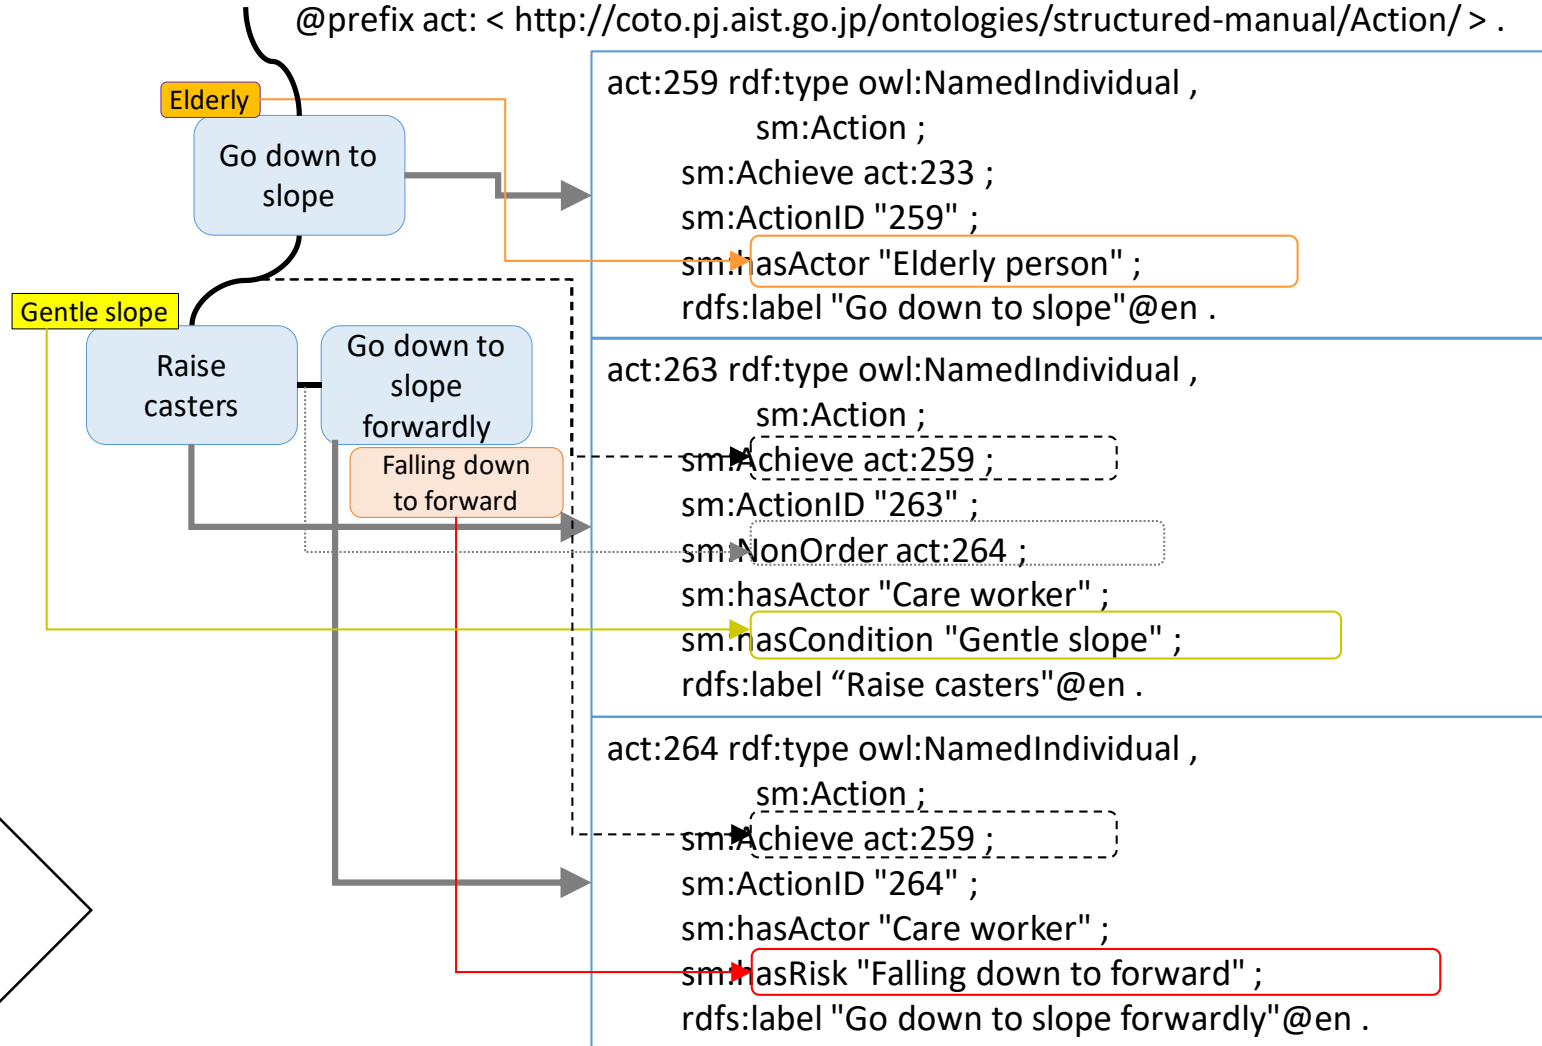 @prefix act: < http://coto.pj.aist.go.jp/ontologies/structured-manual/Action/ > .
Elderly
Go down to
slope
Gentle slope
Raise
casters
Go down to
slope
forwardly
Falling down
to forward
act:259 rdf:type owl:NamedIndividual ,
sm:Action ;
sm:Achieve act:233 ;
sm:ActionID "259" ;
sm:hasActor "Elderly person" ;
rdfs:label "Go down to slope"@en .
act:263 rdf:type owl:NamedIndividual ,
sm:Action ;
sm:Achieve act:259 ;
sm:ActionID "263" ;
sm:NonOrder act:264 ;
sm:hasActor "Care worker" ;
sm:hasCondition "Gentle slope" ;
rdfs:label “Raise casters"@en .
act:264 rdf:type owl:NamedIndividual ,
sm:Action ;
sm:Achieve act:259 ;
sm:ActionID "264" ;
sm:hasActor "Care worker" ;
sm:hasRisk "Falling down to forward" ;
rdfs:label "Go down to slope forwardly"@en .